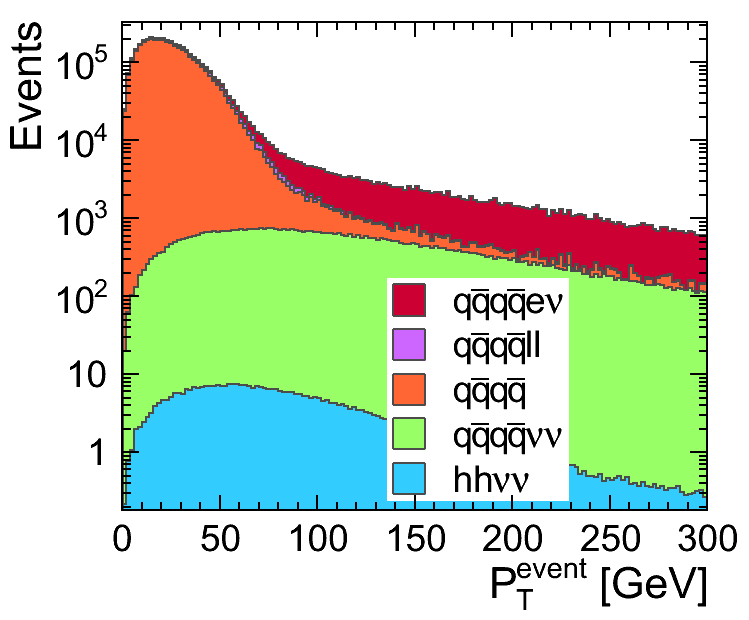 Events
10⁵
10⁴
10³
10²
10
1
qq̅qq̅eν
qq̅qq̅ll
qq̅qq̅
qq̅qq̅νν
hhνν
0 50 100 150 200 250 300
P_T^event [GeV]